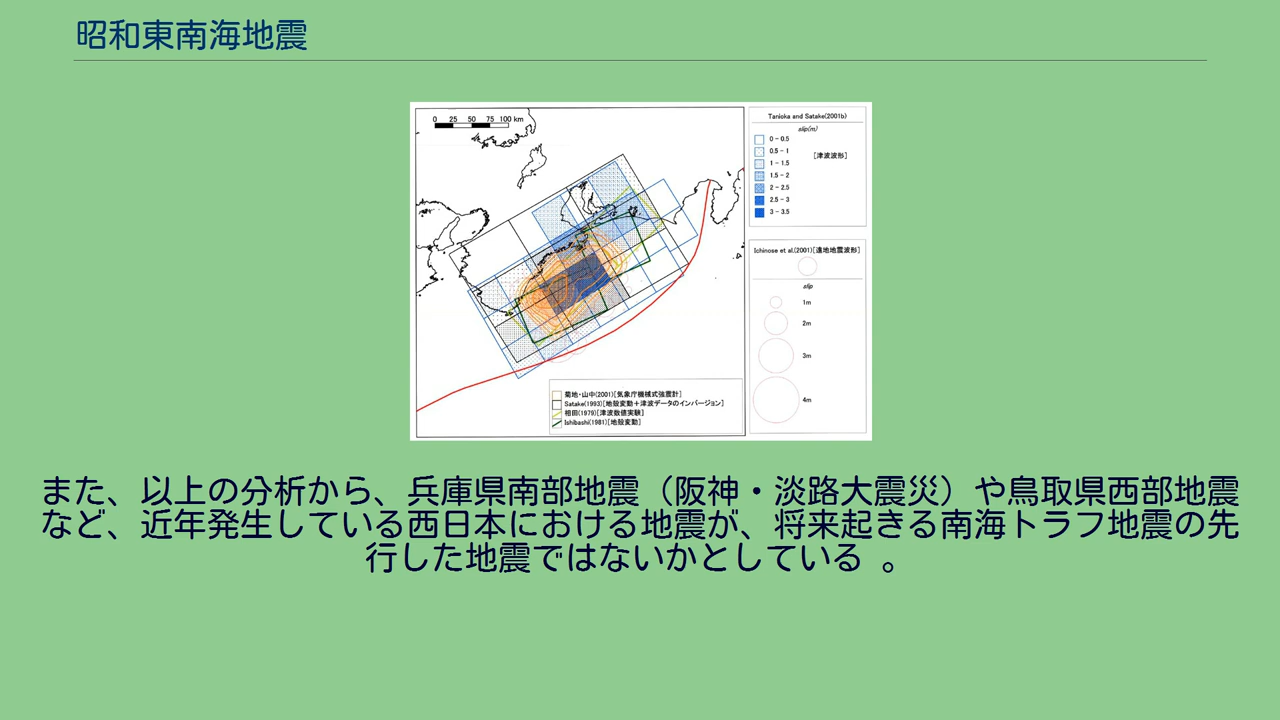 昭和東南海地震
0 25 50 75 100 km
Tanioka and Satake(2001b)
slip(m)
0 - 0.5
0.5 - 1
[津波波形]
1 - 1.5
1.5 - 2
2 - 2.5
2.5 - 3
3 - 3.5
Ichinose et al.(2001)[遠地地震波形]
slip
1m
2m
3m
4m
菊地・山中(2001)[気象庁機械式強震計]
Satake(1993)[地殻変動+津波データのインバージョン]
相田(1979)[津波数値実験]
Ishibashi(1981)[地殻変動]
また、以上の分析から、兵庫県南部地震(阪神・淡路大震災)や鳥取県西部地震
など、近年発生している西日本における地震が、将来起きる南海トラフ地震の先
行した地震ではないかとしている 。